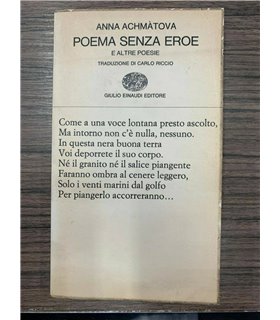 ANNA ACHMÀTOVA
POEMA SENZA EROE
E ALTRE POESIE
TRADUZIONE DI CARLO RICCIO
GIULIO EINAUDI EDITORE
Come a una voce lontana presto ascolto,
Ma intorno non c'è nulla, nessuno.
In questa nera buona terra
Voi deporrete il suo corpo.
Né il granito né il salice piangente
Faranno ombra al cenere leggero,
Solo i venti marini dal golfo
Per piangerlo accorreranno...